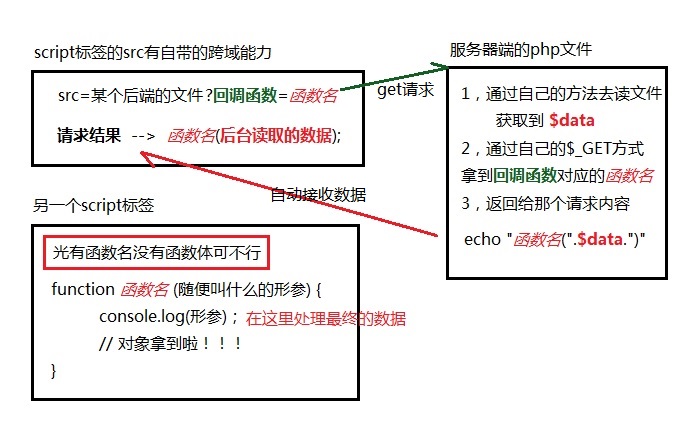 script标签的src有自带的跨域能力
src=某个后端的文件?回调函数=函数名
请求结果 --> 函数名(后台读取的数据);
get请求
服务器端的php文件
1，通过自己的方法去读文件
获取到 $data
2，通过自己的$_GET方式
拿到回调函数对应的函数名
3，返回给那个请求内容
echo "函数名(".$data.")"
自动接收数据
另一个script标签
光有函数名没有函数体可不行
function 函数名 (随便叫什么的形参) {
console.log(形参)； 在这里处理最终的数据
// 对象拿到啦！！！
}